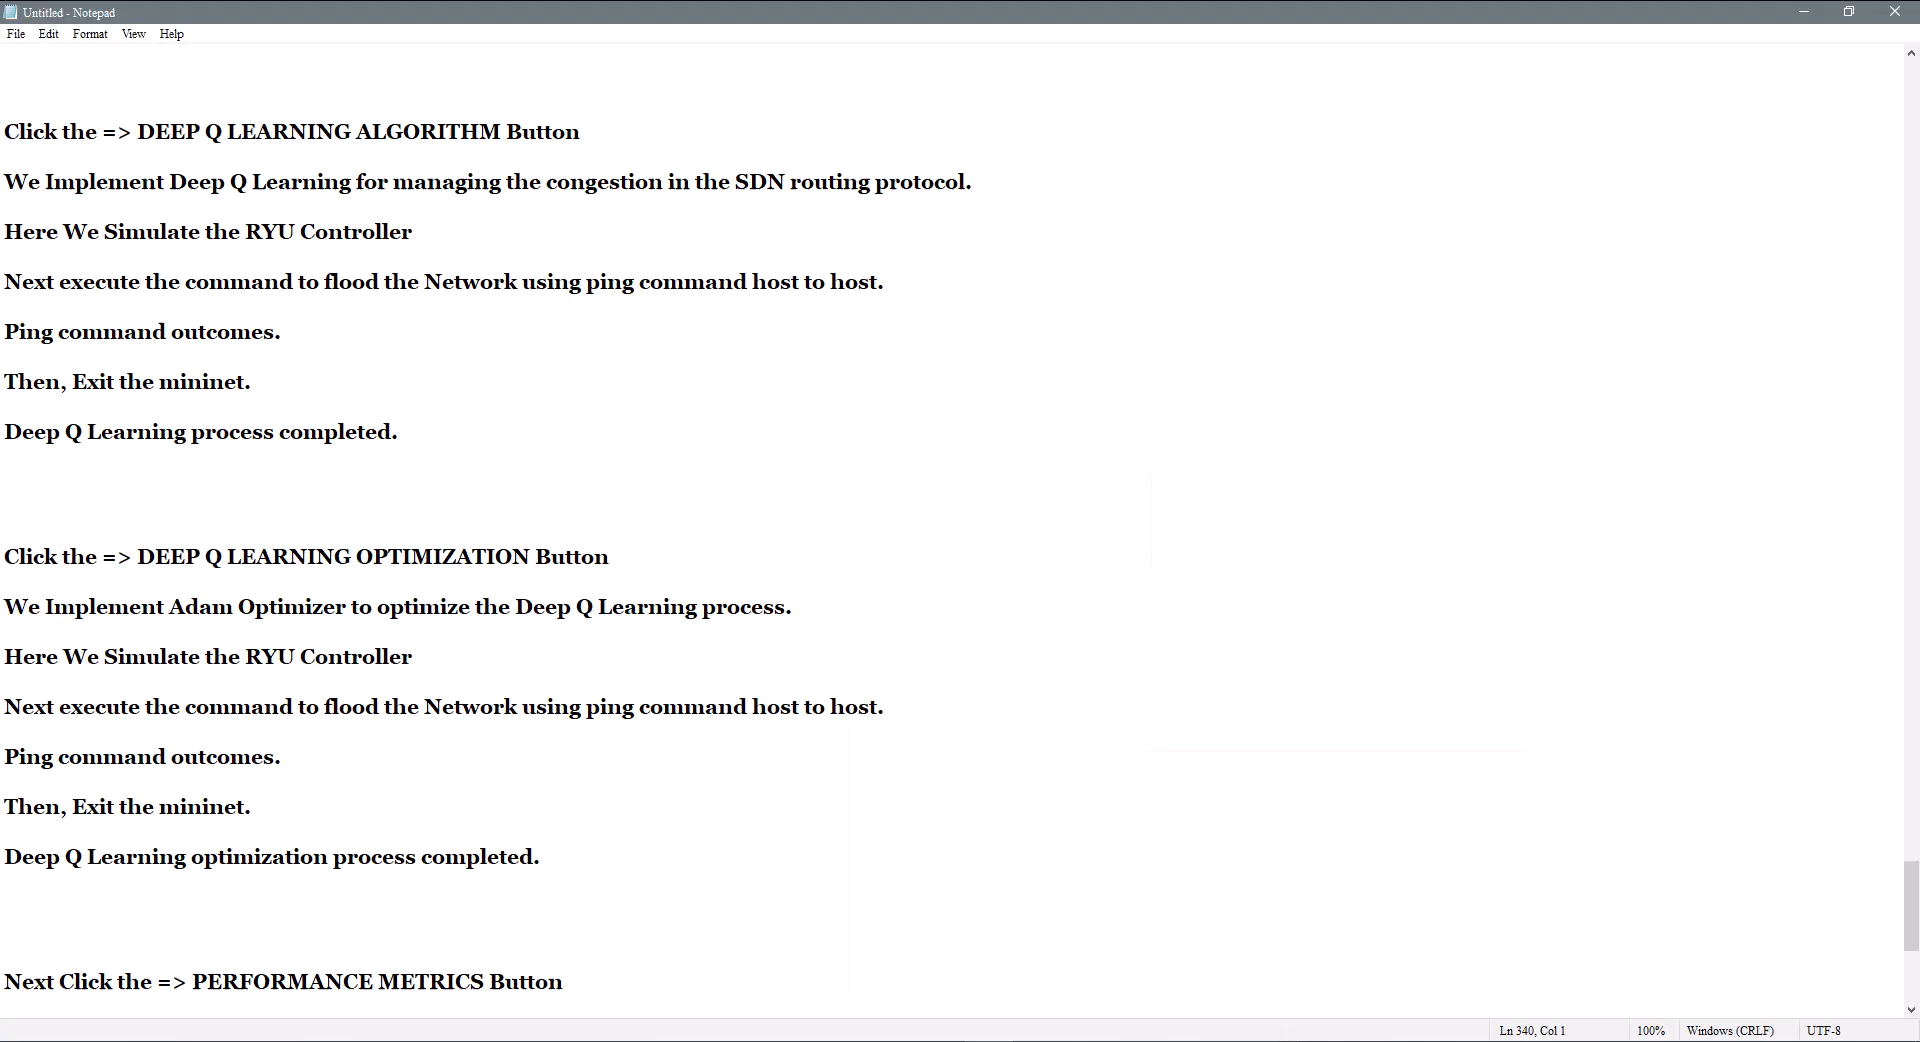 Untitled - Notepad
File Edit Format View Help
Click the => DEEP Q LEARNING ALGORITHM Button
We Implement Deep Q Learning for managing the congestion in the SDN routing protocol.
Here We Simulate the RYU Controller
Next execute the command to flood the Network using ping command host to host.
Ping command outcomes.
Then, Exit the mininet.
Deep Q Learning process completed.
Click the => DEEP Q LEARNING OPTIMIZATION Button
We Implement Adam Optimizer to optimize the Deep Q Learning process.
Here We Simulate the RYU Controller
Next execute the command to flood the Network using ping command host to host.
Ping command outcomes.
Then, Exit the mininet.
Deep Q Learning optimization process completed.
Next Click the => PERFORMANCE METRICS Button
Ln 340, Col 1 100% Windows (CRLF) UTF-8